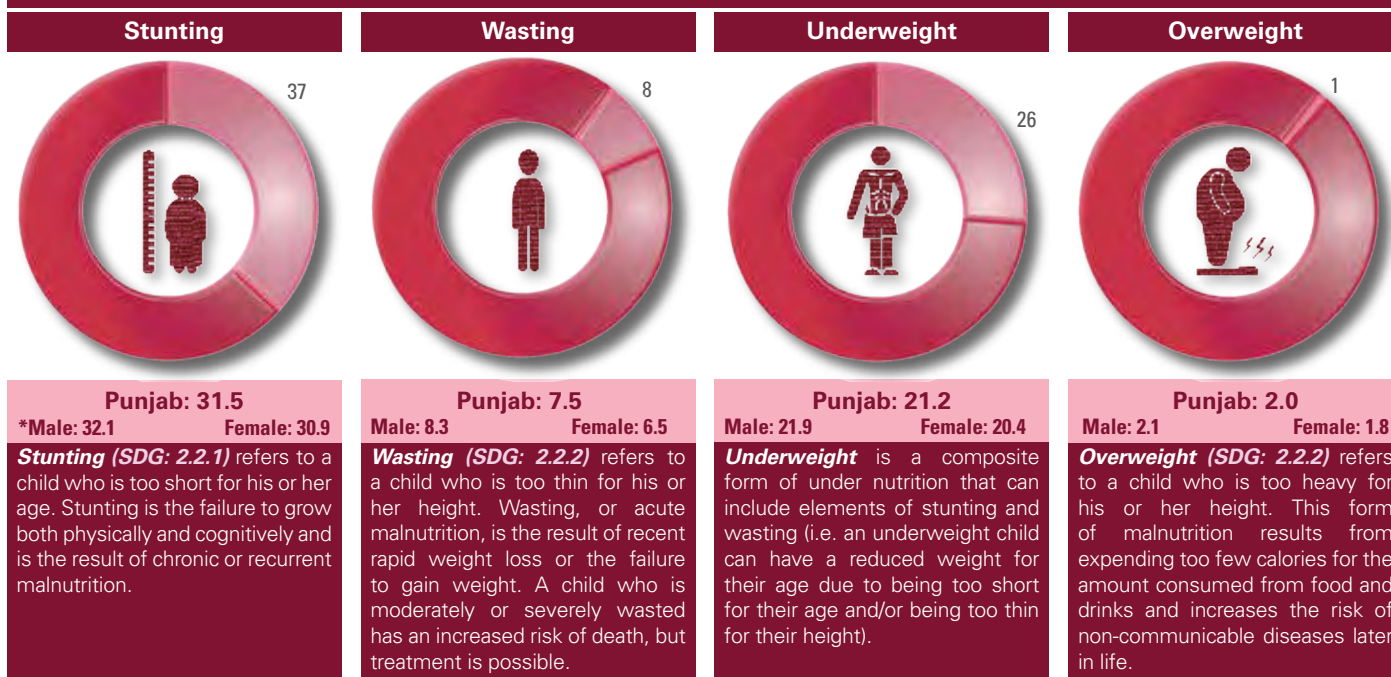 Stunting
37
Punjab: 31.5
*Male: 32.1 Female: 30.9
Stunting (SDG: 2.2.1) refers to a
child who is too short for his or her
age. Stunting is the failure to grow
both physically and cognitively and
is the result of chronic or recurrent
malnutrition.
Wasting
8
Punjab: 7.5
Male: 8.3 Female: 6.5
Wasting (SDG: 2.2.2) refers to
a child who is too thin for his or
her height. Wasting, or acute
malnutrition, is the result of recent
rapid weight loss or the failure
to gain weight. A child who is
moderately or severely wasted
has an increased risk of death, but
treatment is possible.
Underweight
26
Punjab: 21.2
Male: 21.9 Female: 20.4
Underweight is a composite
form of under nutrition that can
include elements of stunting and
wasting (i.e. an underweight child
can have a reduced weight for
their age due to being too short
for their age and/or being too thin
for their height).
Overweight
1
Punjab: 2.0
Male: 2.1 Female: 1.8
Overweight (SDG: 2.2.2) refers
to a child who is too heavy for
his or her height. This form
of malnutrition results from
expending too few calories for the
amount consumed from food and
drinks and increases the risk of
non-communicable diseases later
in life.